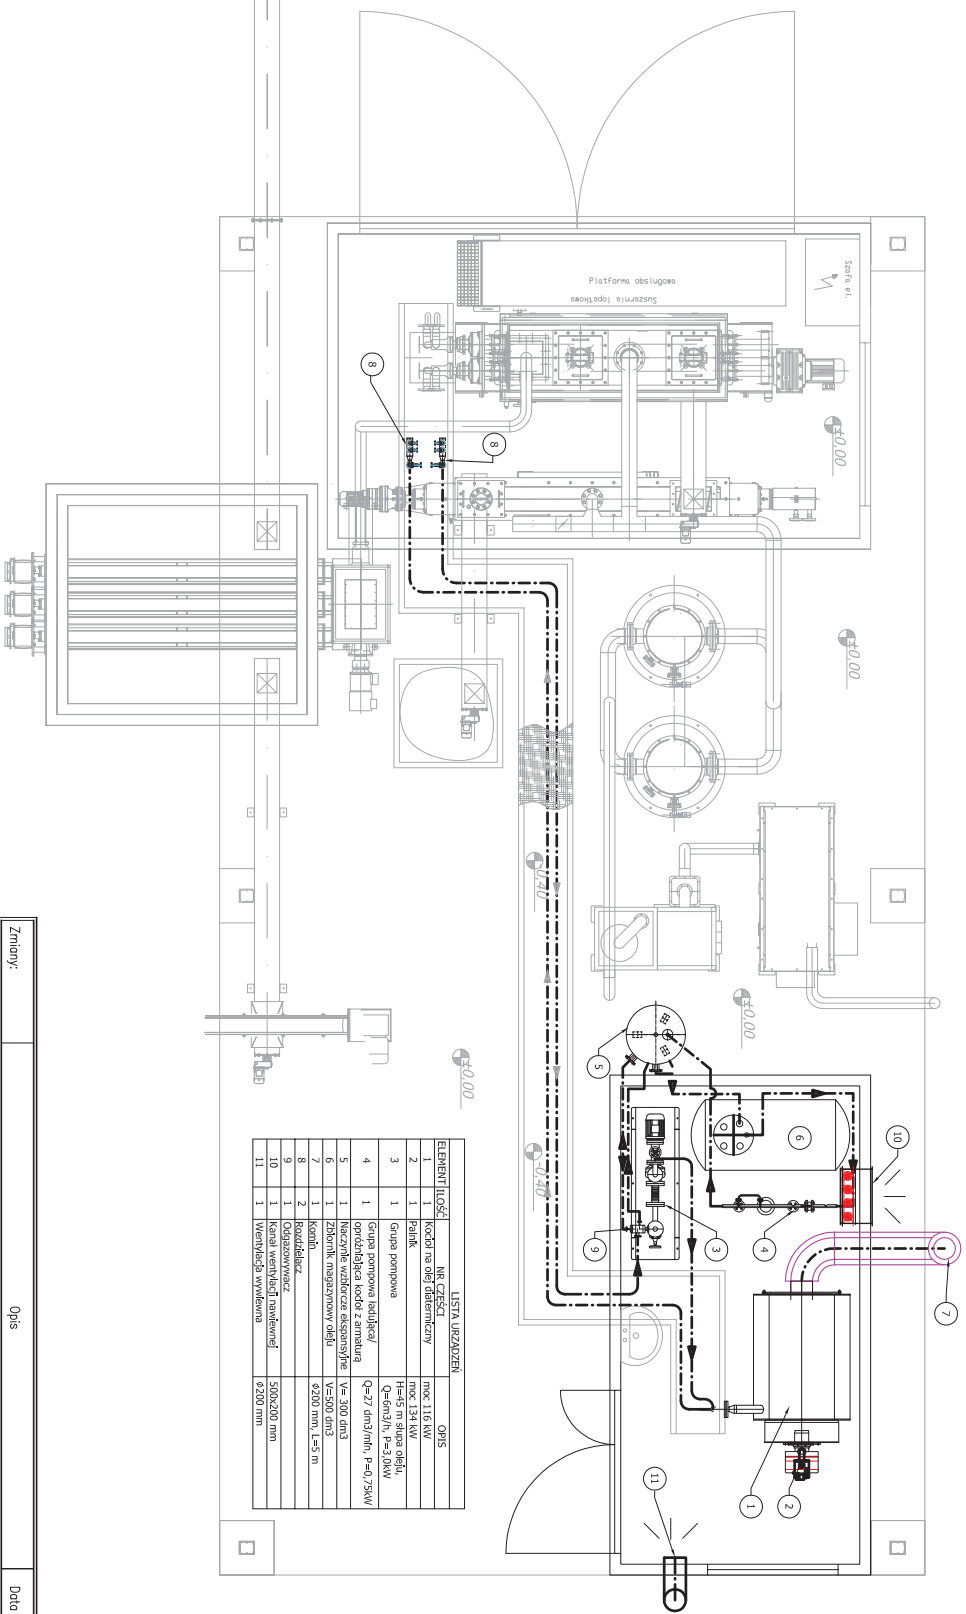 Szafa el.
Platforma obsługowa
Suszarnia łopatkowa
±0,00
±0,00
±0,00
±0,00
-0,40
-0,40
8
8
5
6
10
9
3
4
7
1
2
11
LISTA URZĄDZEŃ
ELEMENT ILOŚĆ NR CZĘŚCI OPIS
1 1 Kocioł na olej diatermiczny moc 116 kW
2 1 Palnik moc 134 kW
3 1 Grupa pompowa H=45 m słupa oleju, Q=6m3/h, P=3,0kW
4 1 Grupa pompowa ładująca/ opróżniająca kocioł z armaturą Q=27 dm3/min, P=0,75kW
5 1 Naczynie wzbiorcze ekspansyjne V= 300 dm3
6 1 Zbiornik magazynowy oleju V=500 dm3
7 1 Komin Φ200 mm, L=5 m
8 2 Rozdzielacz
9 1 Odgazowywacz
10 1 Kanał wentylacji nawiewnej 500x200 mm
11 1 Wentylacja wywiewna Φ200 mm
Zmiany:
Opis
Data